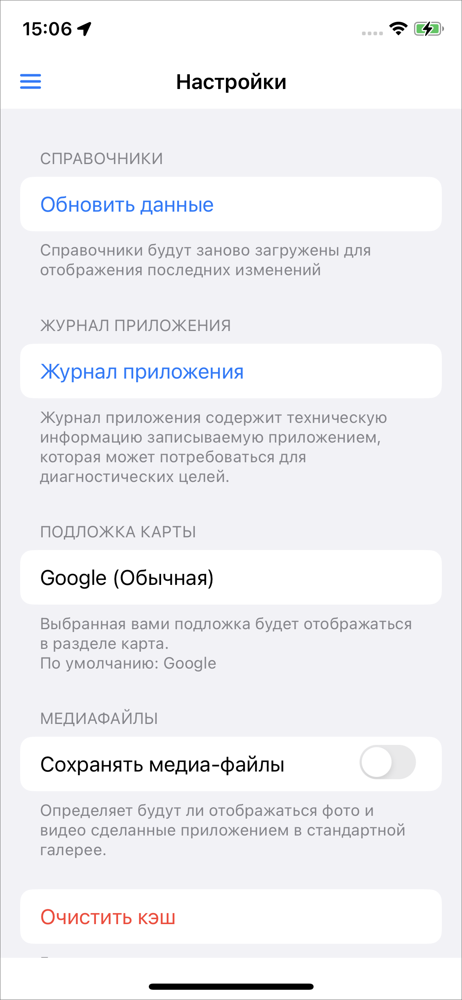 15:06
Настройки
СПРАВОЧНИКИ
Обновить данные
Справочники будут заново загружены для
отображения последних изменений
ЖУРНАЛ ПРИЛОЖЕНИЯ
Журнал приложения
Журнал приложения содержит техническую
информацию записываемую приложением,
которая может потребоваться для
диагностических целей.
ПОДЛОЖКА КАРТЫ
Google (Обычная)
Выбранная вами подложка будет отображаться
в разделе карта.
По умолчанию: Google
МЕДИАФАЙЛЫ
Сохранять медиа-файлы
Определяет будут ли отображаться фото и
видео сделанные приложением в стандартной
галерее.
Очистить кэш